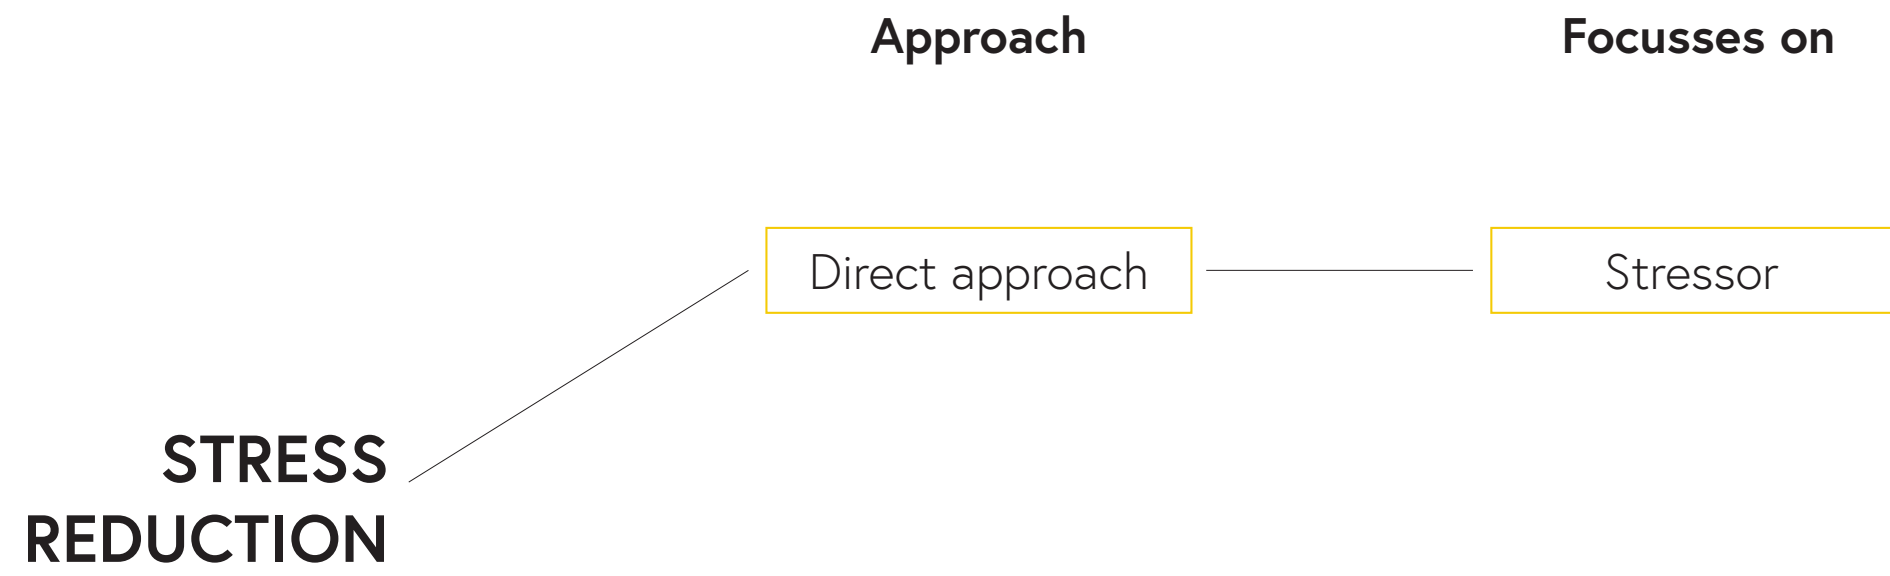 Approach
Focusses on
Direct approach
Stressor
STRESS
REDUCTION